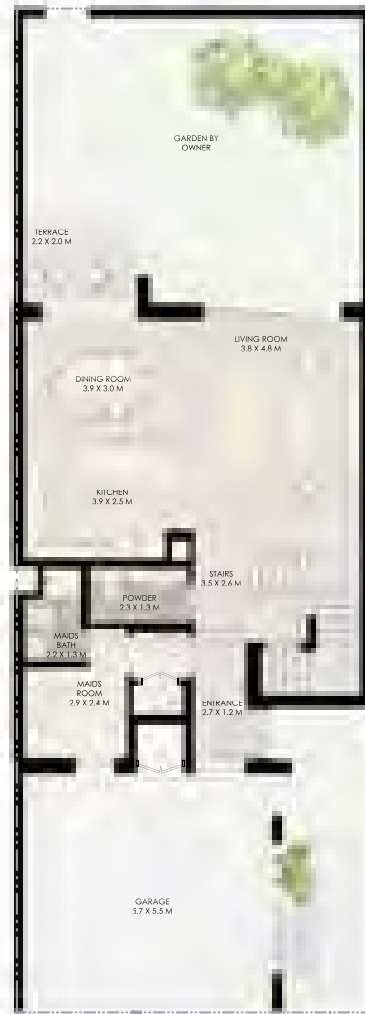 GARDEN BY
OWNER
TERRACE
2.2 X 2.0 M
LIVING ROOM
3.8 X 4.8 M
DINING ROOM
3.9 X 3.0 M
KITCHEN
3.9 X 2.5 M
STAIRS
3.5 X 2.6 M
POWDER
2.3 X 1.3 M
MAIDS
BATH
2.2 X 1.3 M
MAIDS
ROOM
2.9 X 2.4 M
ENTRANCE
2.7 X 1.2 M
GARAGE
5.7 X 5.5 M